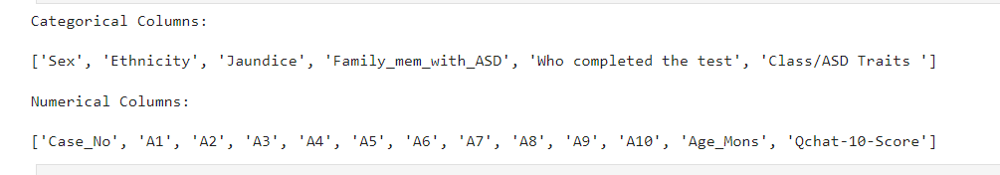 Categorical Columns:
['Sex', 'Ethnicity', 'Jaundice', 'Family_mem_with_ASD', 'Who completed the test', 'Class/ASD Traits ']
Numerical Columns:
['Case_No', 'A1', 'A2', 'A3', 'A4', 'A5', 'A6', 'A7', 'A8', 'A9', 'A10', 'Age_Mons', 'Qchat-10-Score']